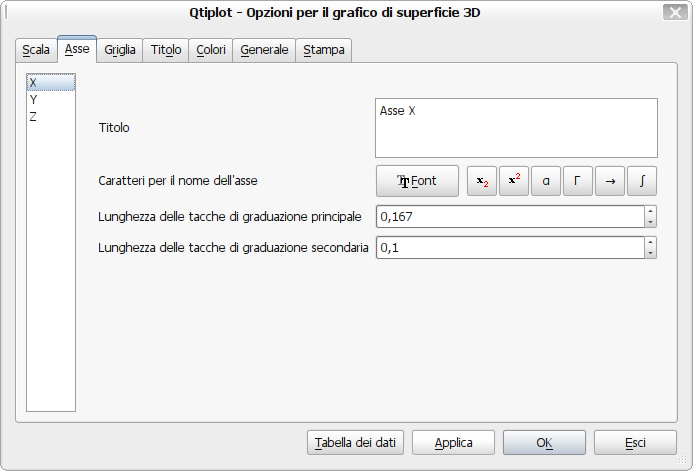 Qtiplot - Opzioni per il grafico di superficie 3D
Scala Asse Griglia Titolo Colori Generale Stampa
X
Y
Z
Titolo
Asse X
Caratteri per il nome dell'asse Font x₂ x² α Γ → ∫
Lunghezza delle tacche di graduazione principale 0,167
Lunghezza delle tacche di graduazione secondaria 0,1
Tabella dei dati Applica OK Esci